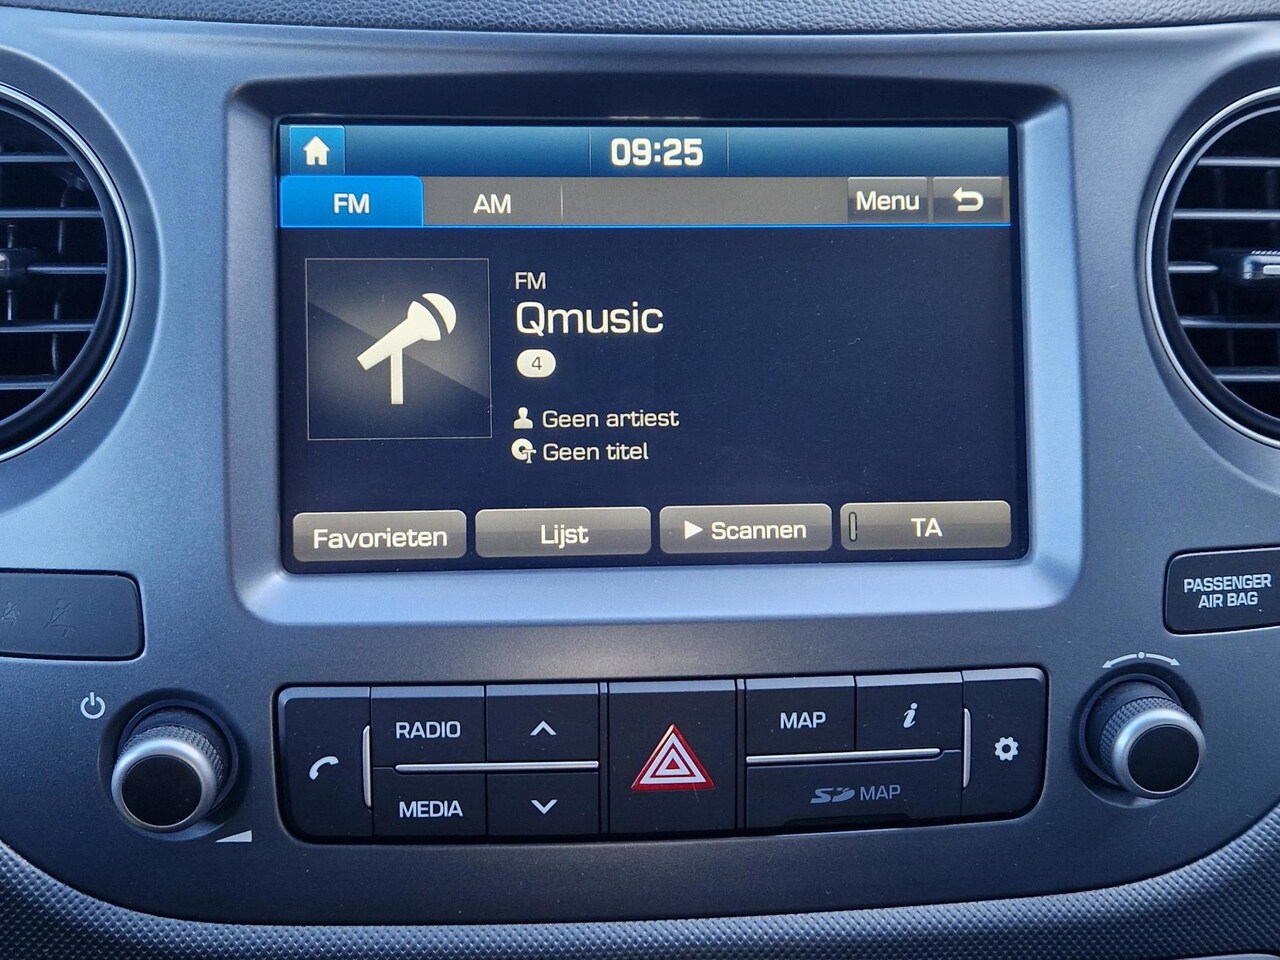 09:25
FM AM Menu
FM
Qmusic
4
Geen artiest
Geen titel
Favorieten Lijst Scannen TA
PASSENGER
AIR BAG
RADIO MAP i
MEDIA SD MAP